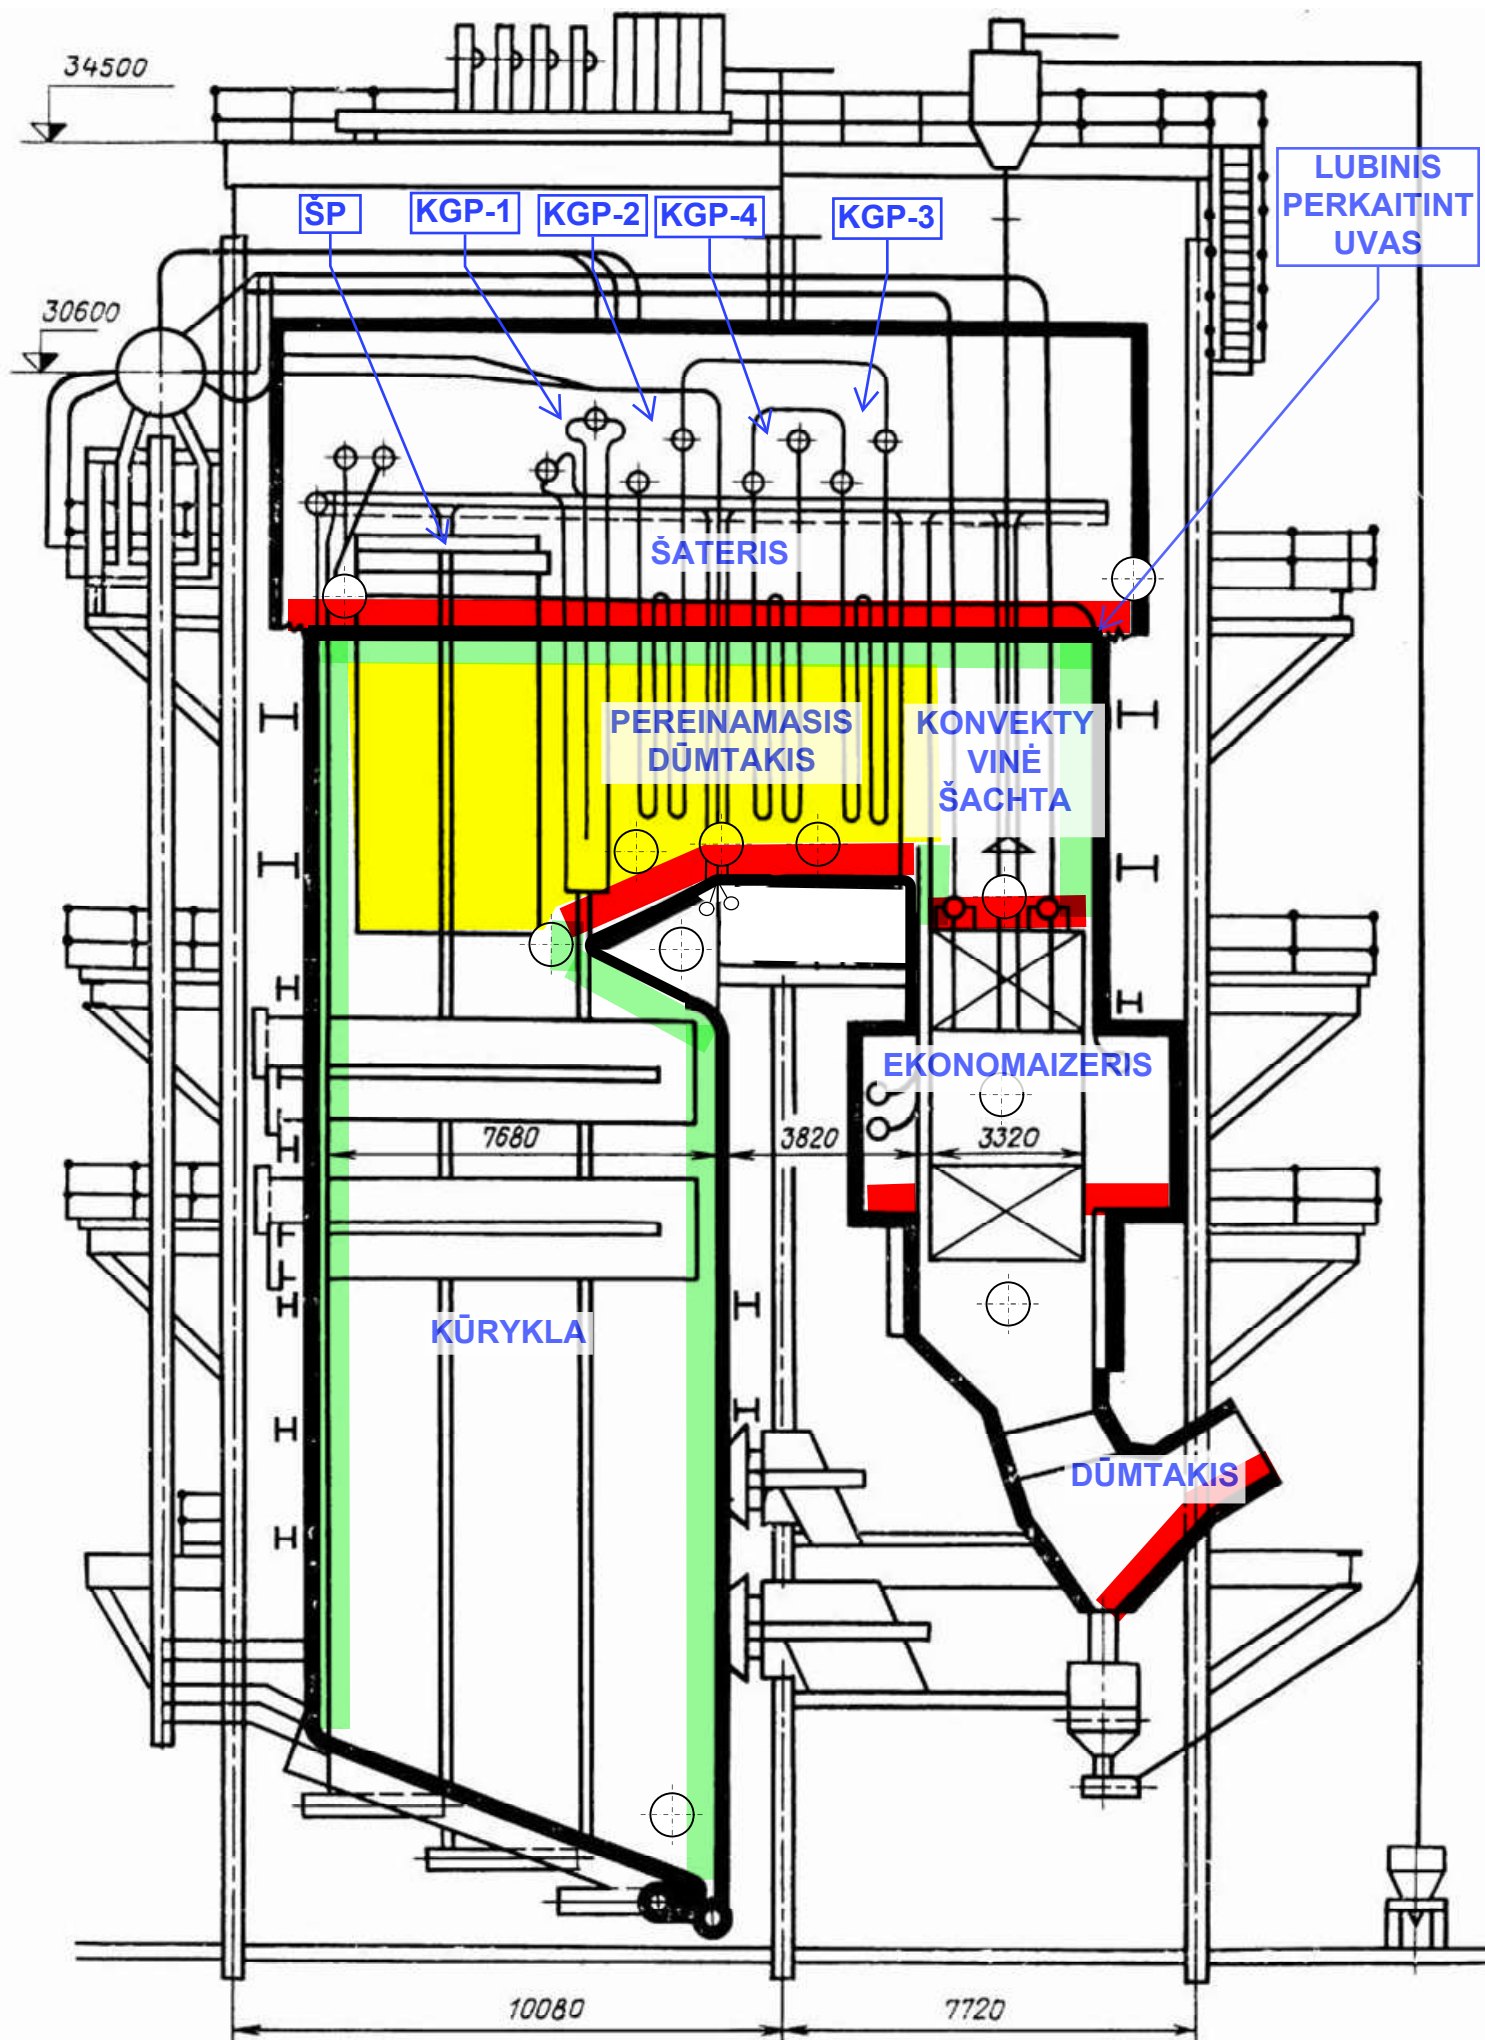 34500
LUBINIS
PERKAITINT
UVAS
ŠP
KGP-1
KGP-2
KGP-4
KGP-3
30600
ŠATERIS
PEREINAMASIS
DŪMTAKIS
KONVEKTY
VINĖ
ŠACHTA
EKONOMAIZERIS
7680
3820
3320
KŪRYKLA
DŪMTAKIS
10080
7720